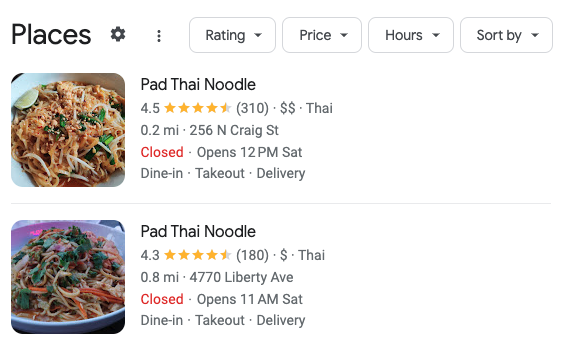 Places
Rating
Price
Hours
Sort by
Pad Thai Noodle
4.5 (310) · $$ · Thai
0.2 mi · 256 N Craig St
Closed · Opens 12 PM Sat
Dine-in · Takeout · Delivery
Pad Thai Noodle
4.3 (180) · $ · Thai
0.8 mi · 4770 Liberty Ave
Closed · Opens 11 AM Sat
Dine-in · Takeout · Delivery